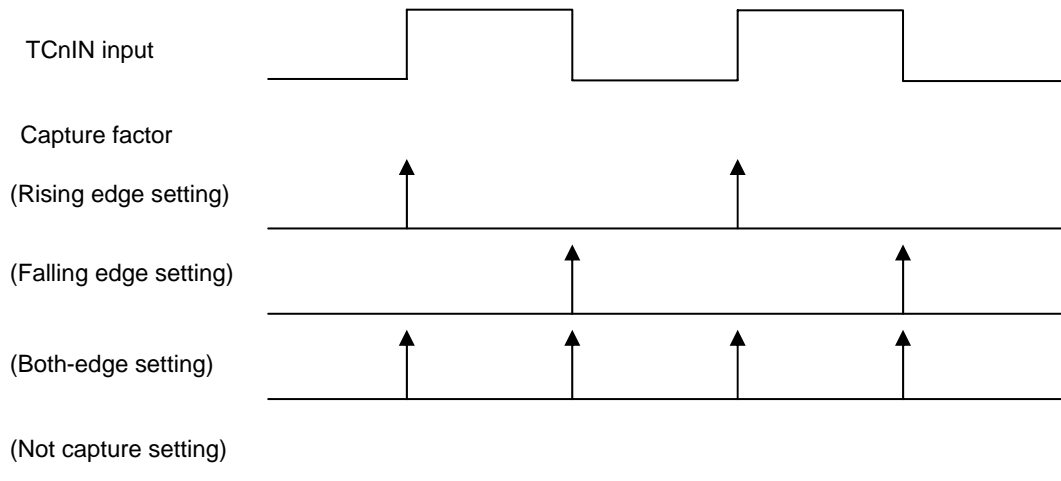 TCnIN input
Capture factor
(Rising edge setting)
(Falling edge setting)
(Both-edge setting)
(Not capture setting)